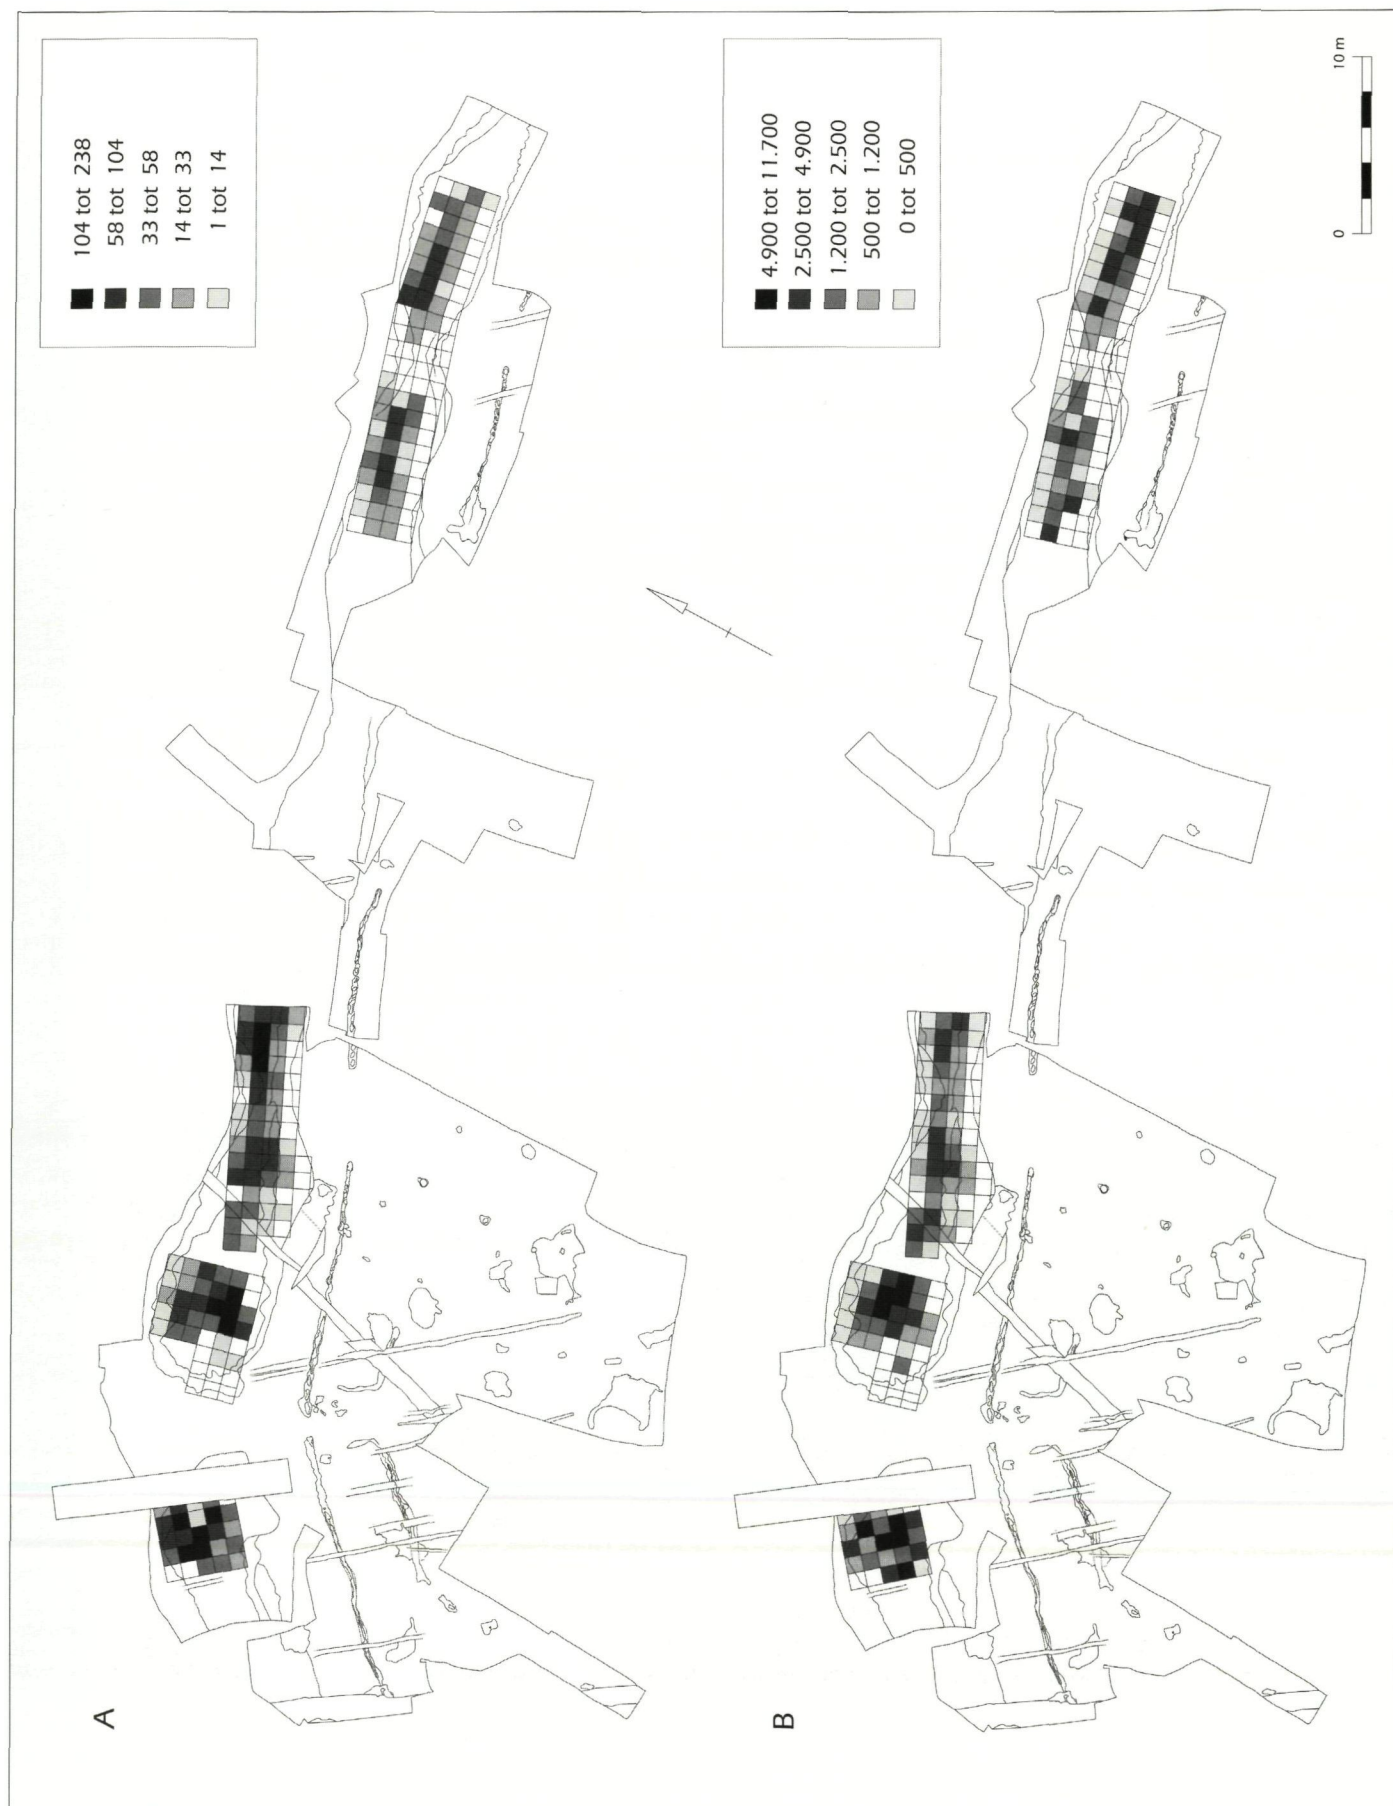 A
104 tot 238
58 tot 104
33 tot 58
14 tot 33
1 tot 14
B
4.900 tot 11.700
2.500 tot 4.900
1.200 tot 2.500
500 tot 1.200
0 tot 500
0
10 m